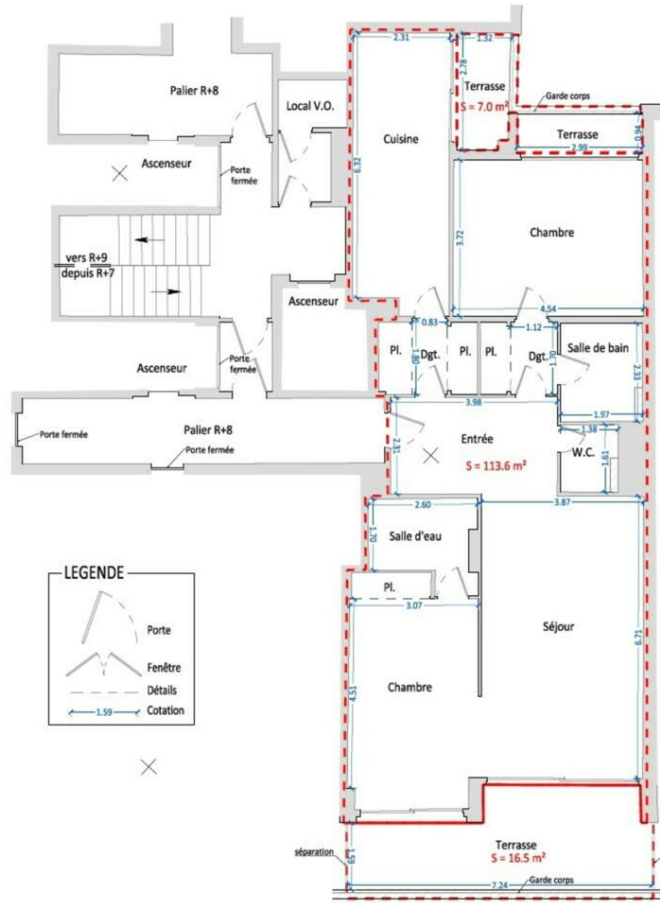 2.31
1.32
2.78
Terrasse
S = 7.0 m²
Garde corps
Terrasse
0.94
2.99
Palier R+8
Local V.O.
Cuisine
Ascenseur
Porte
fermée
6.32
3.72
Chambre
4.54
vers R+9
depuis R+7
Ascenseur
Ascenseur
Porte
fermée
0.83
1.12
Pl.
1.80
Dgt.
Pl.
Pl.
Dgt.
1.70
Salle de bain
2.33
1.97
3.98
1.38
Porte fermée
Palier R+8
Porte fermée
2.31
Entrée
S = 113.6 m²
W.C.
1.61
2.60
3.87
1.70
Salle d'eau
Pl.
3.07
Séjour
6.71
Chambre
4.51
LEGENDE
Porte
Fenêtre
Détails
1.59
Cotation
séparation
1.59
Terrasse
S = 16.5 m²
7.24
Garde corps